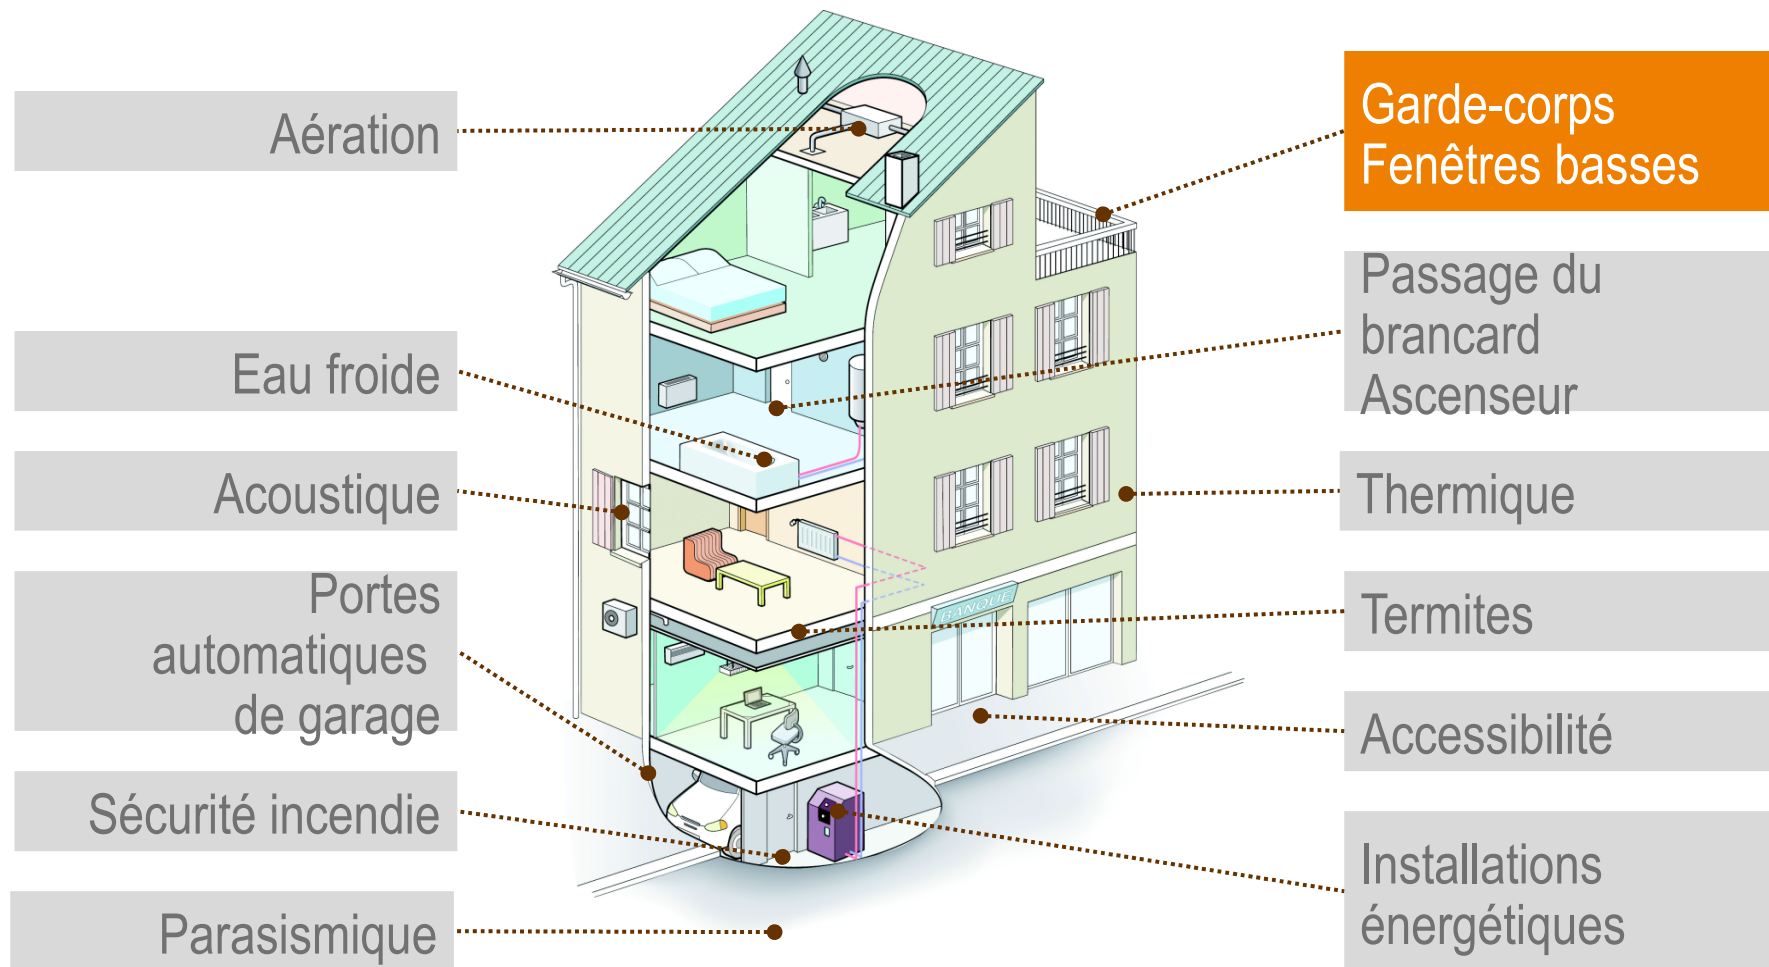 Aération
Eau froide
Acoustique
Portes
automatiques
de garage
Sécurité incendie
Parasismique
BANQUE
Garde-corps
Fenêtres basses
Passage du
brancard
Ascenseur
Thermique
Termites
Accessibilité
Installations
énergétiques